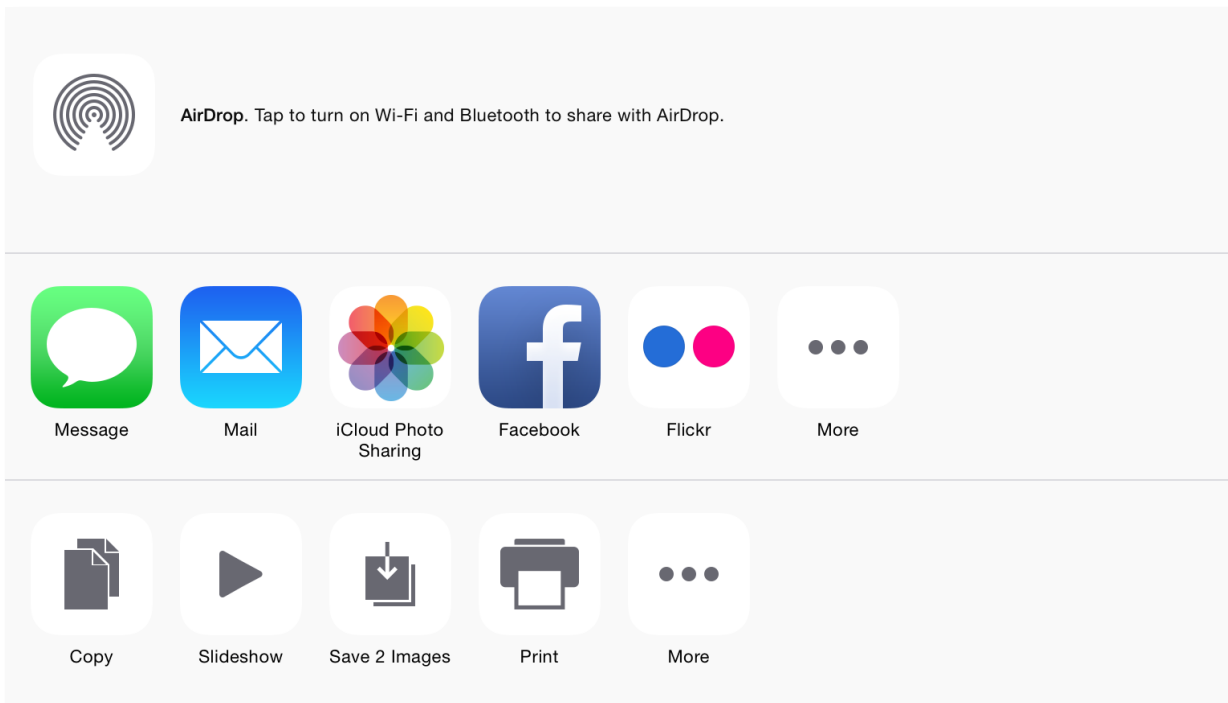 AirDrop. Tap to turn on Wi-Fi and Bluetooth to share with AirDrop.
Message
Mail
iCloud Photo
Sharing
Facebook
Flickr
More
Copy
Slideshow
Save 2 Images
Print
More